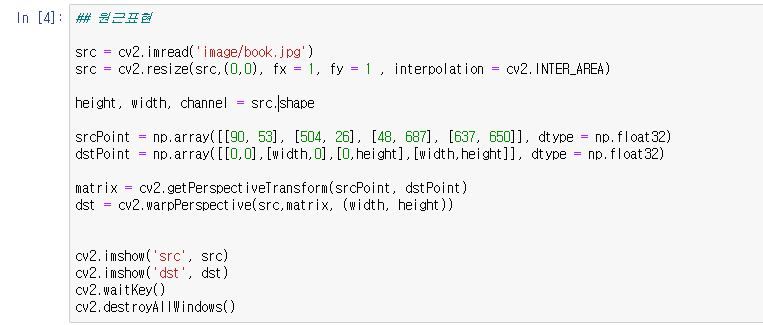 In [4]: ## 원근표현
src = cv2.imread('image/book.jpg')
src = cv2.resize(src,(0,0), fx = 1, fy = 1 , interpolation = cv2.INTER_AREA)
height, width, channel = src.shape
srcPoint = np.array([[90, 53], [504, 26], [48, 687], [637, 650]], dtype = np.float32)
dstPoint = np.array([[0,0],[width,0],[0,height],[width,height]], dtype = np.float32)
matrix = cv2.getPerspectiveTransform(srcPoint, dstPoint)
dst = cv2.warpPerspective(src,matrix, (width, height))
cv2.imshow('src', src)
cv2.imshow('dst', dst)
cv2.waitKey()
cv2.destroyAllWindows()